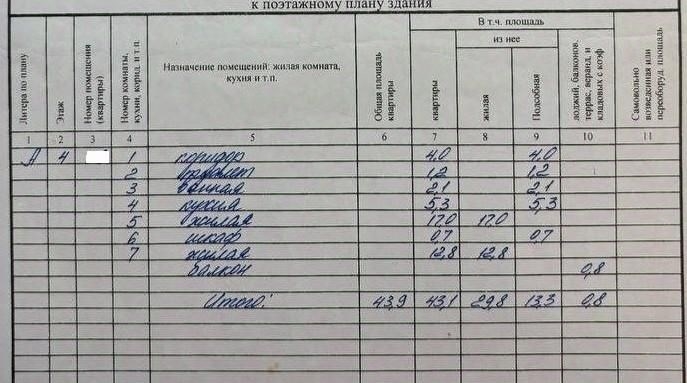 к поэтажному плану здания
Литера по плану
Этаж
Номер помещения (квартиры)
Номер комнаты, кухни, корид. и т.п.
Назначение помещений: жилая комната, кухня и т.п.
Общая площадь квартиры
В т.ч. площадь
из нее
квартиры
жилая
Подсобная
лоджий, балконов. террас, веранд, и кладовых с коэф
Самовольно возведенная или переоборуд. площадь
1 2 3 4 5 6 7 8 9 10 11
А 4 1 коридор 4,0 4,0
2 туалет 1,2 1,2
3 ванная 2,1 2,1
4 кухня 5,3 5,3
5 жилая 17,0 17,0
6 шкаф 0,7 0,7
7 жилая 12,8 12,8
балкон 0,8
Итого: 43,9 43,1 29,8 13,3 0,8